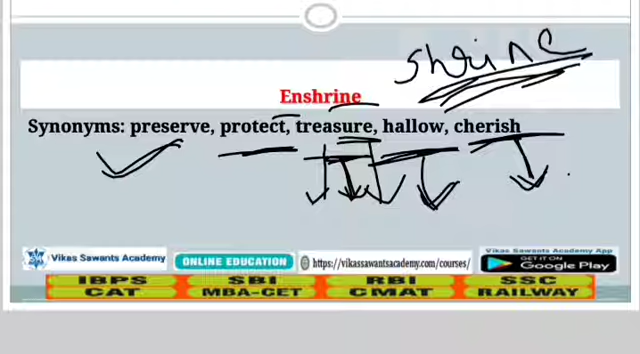 Shrine
Enshrine
Synonyms: preserve, protect, treasure, hallow, cherish
Vikas Sawants Academy
ONLINE EDUCATION
https://vikassawantsacademy.com/courses/
Vikas Sawants Academy App
GET IT ON
Google Play
IBPS SBI RBI SSC
CAT MBA-CET CMAT RAILWAY